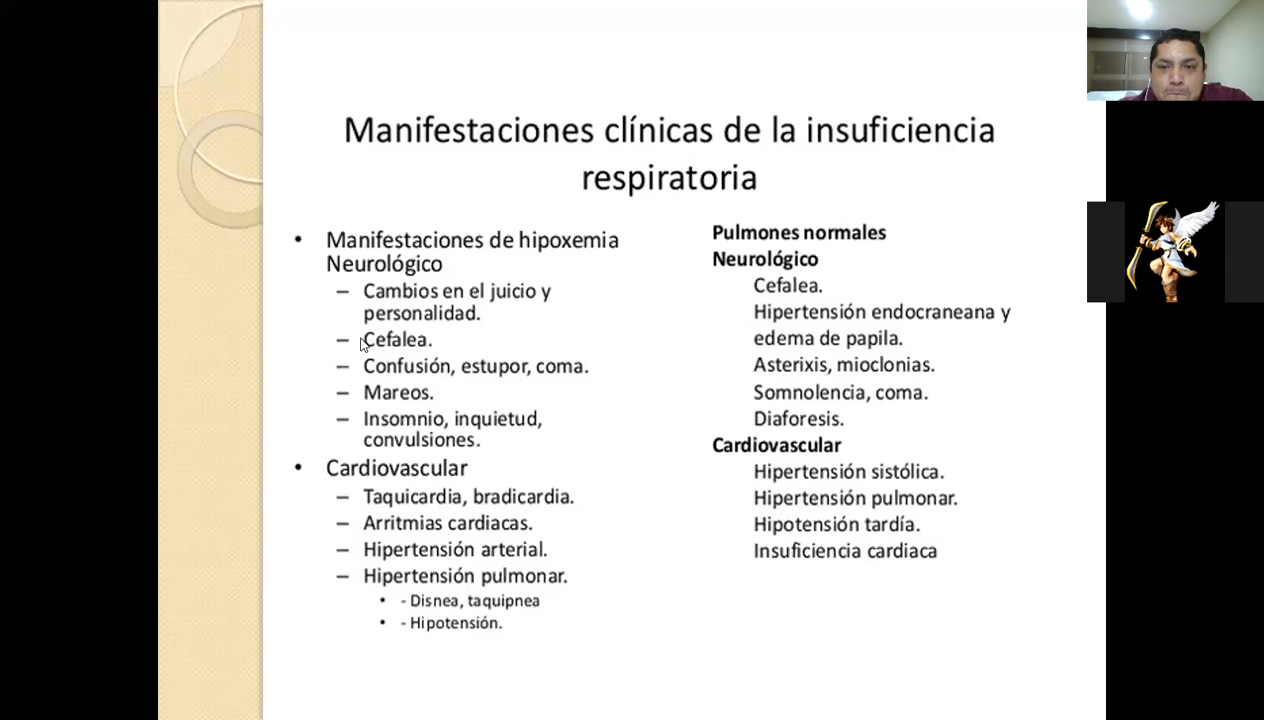 Manifestaciones clínicas de la insuficiencia
respiratoria
• Manifestaciones de hipoxemia
Neurológico
– Cambios en el juicio y
personalidad.
– Cefalea.
– Confusión, estupor, coma.
– Mareos.
– Insomnio, inquietud,
convulsiones.
• Cardiovascular
– Taquicardia, bradicardia.
– Arritmias cardiacas.
– Hipertensión arterial.
– Hipertensión pulmonar.
• - Disnea, taquipnea
• - Hipotensión.
Pulmones normales
Neurológico
Cefalea.
Hipertensión endocraneana y
edema de papila.
Asterixis, mioclonias.
Somnolencia, coma.
Diaforesis.
Cardiovascular
Hipertensión sistólica.
Hipertensión pulmonar.
Hipotensión tardía.
Insuficiencia cardiaca